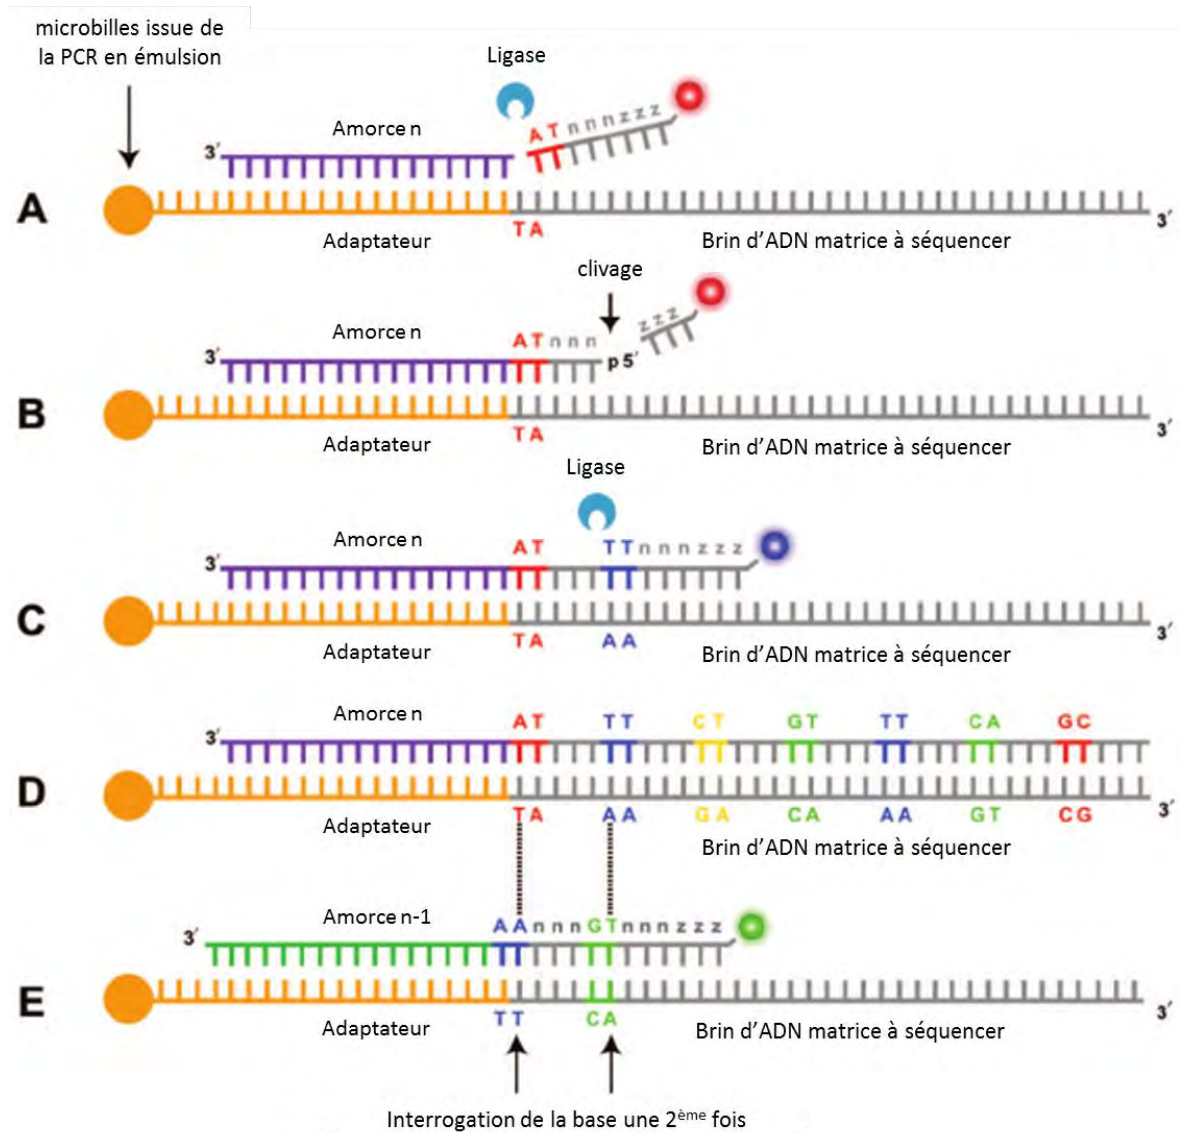 microbilles issue de
la PCR en émulsion
Ligase
Amorce n
A T n n n z z z
3′
A
T A
3′
Adaptateur
Brin d’ADN matrice à séquencer
clivage
Amorce n
A T n n n
z z z
3′
p 5′
B
T A
3′
Adaptateur
Brin d’ADN matrice à séquencer
Ligase
Amorce n
A T
T T n n n z z z
3′
C
T A
A A
3′
Adaptateur
Brin d’ADN matrice à séquencer
Amorce n
A T
T T
C T
G T
T T
C A
G C
3′
D
T A
A A
G A
C A
A A
G T
C G
3′
Adaptateur
Brin d’ADN matrice à séquencer
Amorce n-1
A A n n n G T n n n z z z
3′
E
3′
T T
C A
Adaptateur
Brin d’ADN matrice à séquencer
Interrogation de la base une 2ème fois